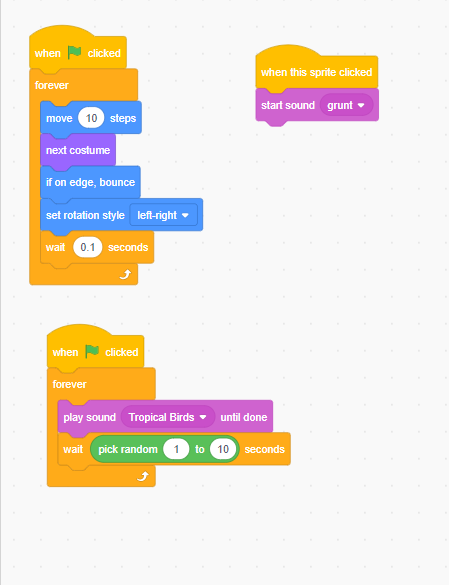 when clicked
forever
move 10 steps
next costume
if on edge, bounce
set rotation style left-right
wait 0.1 seconds
when this sprite clicked
start sound grunt
when clicked
forever
play sound Tropical Birds until done
wait pick random 1 to 10 seconds